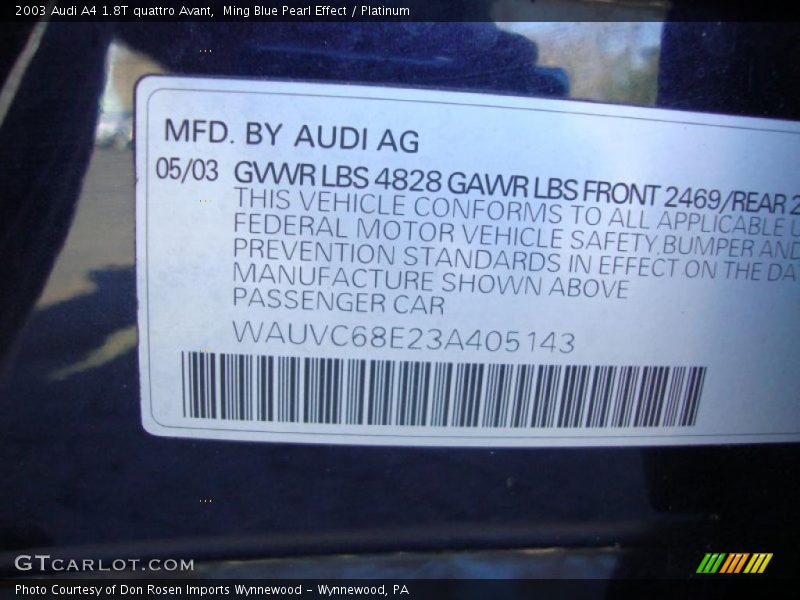 2003 Audi A4 1.8T quattro Avant, Ming Blue Pearl Effect / Platinum
MFD. BY AUDI AG
05/03 GVWR LBS 4828 GAWR LBS FRONT 2469/REAR 2
THIS VEHICLE CONFORMS TO ALL APPLICABLE
FEDERAL MOTOR VEHICLE SAFETY, BUMPER AND
PREVENTION STANDARDS IN EFFECT ON THE DA
MANUFACTURE SHOWN ABOVE
PASSENGER CAR
WAUVC68E23A405143
GTCARLOT.COM
Photo Courtesy of Don Rosen Imports Wynnewood - Wynnewood, PA